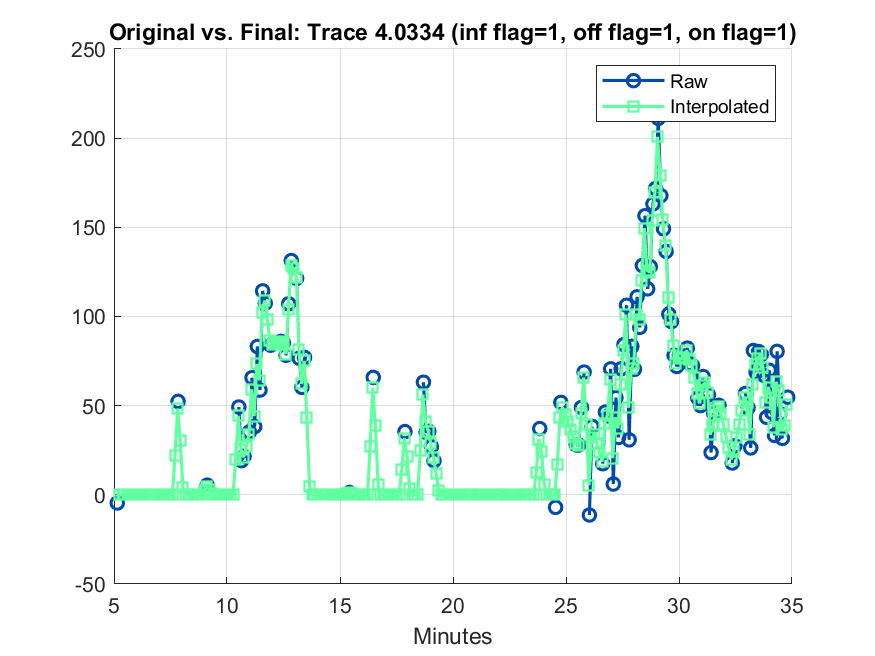 Original vs. Final: Trace 4.0334 (inf flag=1, off flag=1, on flag=1)
250
200
150
100
50
0
-50
Raw
Interpolated
5 10 15 20 25 30 35
Minutes